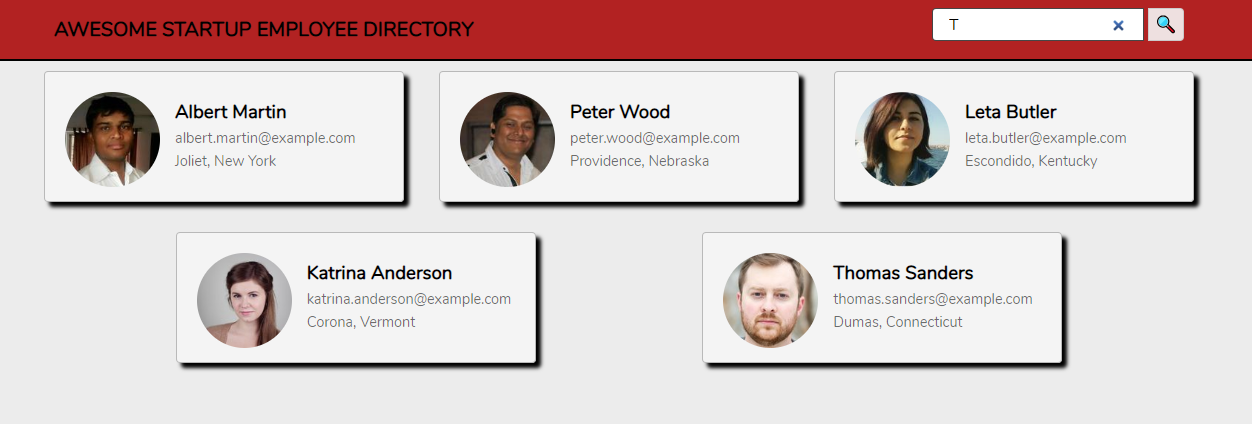 AWESOME STARTUP EMPLOYEE DIRECTORY
T
Albert Martin
albert.martin@example.com
Joliet, New York
Peter Wood
peter.wood@example.com
Providence, Nebraska
Leta Butler
leta.butler@example.com
Escondido, Kentucky
Katrina Anderson
katrina.anderson@example.com
Corona, Vermont
Thomas Sanders
thomas.sanders@example.com
Dumas, Connecticut